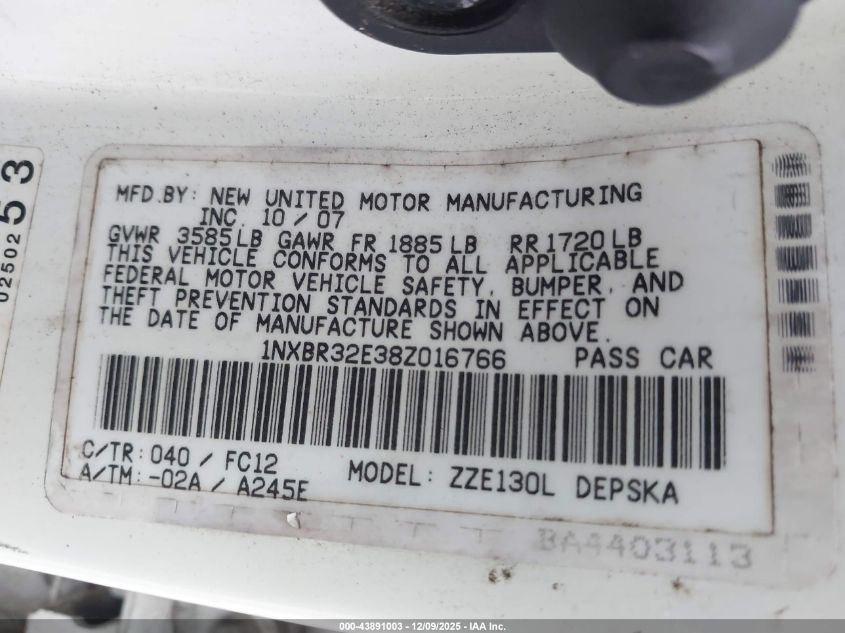 53
02502
MFD.BY: NEW UNITED MOTOR MANUFACTURING
INC 10 / 07
GVWR 3585LB GAWR FR 1885LB RR1720LB
THIS VEHICLE CONFORMS TO ALL APPLICABLE
FEDERAL MOTOR VEHICLE SAFETY, BUMPER, AND
THEFT PREVENTION STANDARDS IN EFFECT ON
THE DATE OF MANUFACTURE SHOWN ABOVE.
1NXBR32E38Z016766 PASS CAR
C/TR: 040 / FC12
A/TM: -02A / A245E
MODEL: ZZE130L DEPSKA
BA4403113
000-43891003 | 12/09/2025 - IAA Inc.